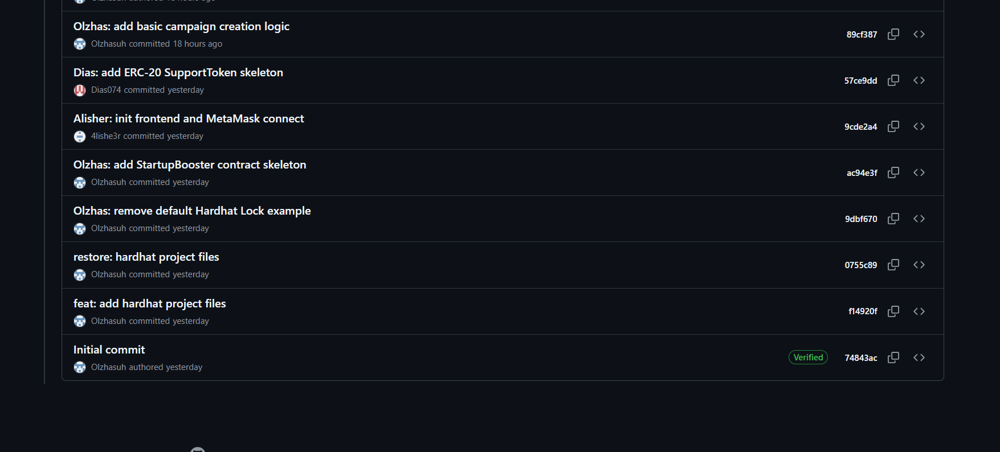 Olzhas: add basic campaign creation logic
Olzhasuh committed 18 hours ago
89cf387
Dias: add ERC-20 SupportToken skeleton
Dias074 committed yesterday
57ce9dd
Alisher: init frontend and MetaMask connect
4lishe3r committed yesterday
9cde2a4
Olzhas: add StartupBooster contract skeleton
Olzhasuh committed yesterday
ac94e3f
Olzhas: remove default Hardhat Lock example
Olzhasuh committed yesterday
9dbf670
restore: hardhat project files
Olzhasuh committed yesterday
0755c89
feat: add hardhat project files
Olzhasuh committed yesterday
f14920f
Initial commit
Olzhasuh authored yesterday
Verified
74843ac